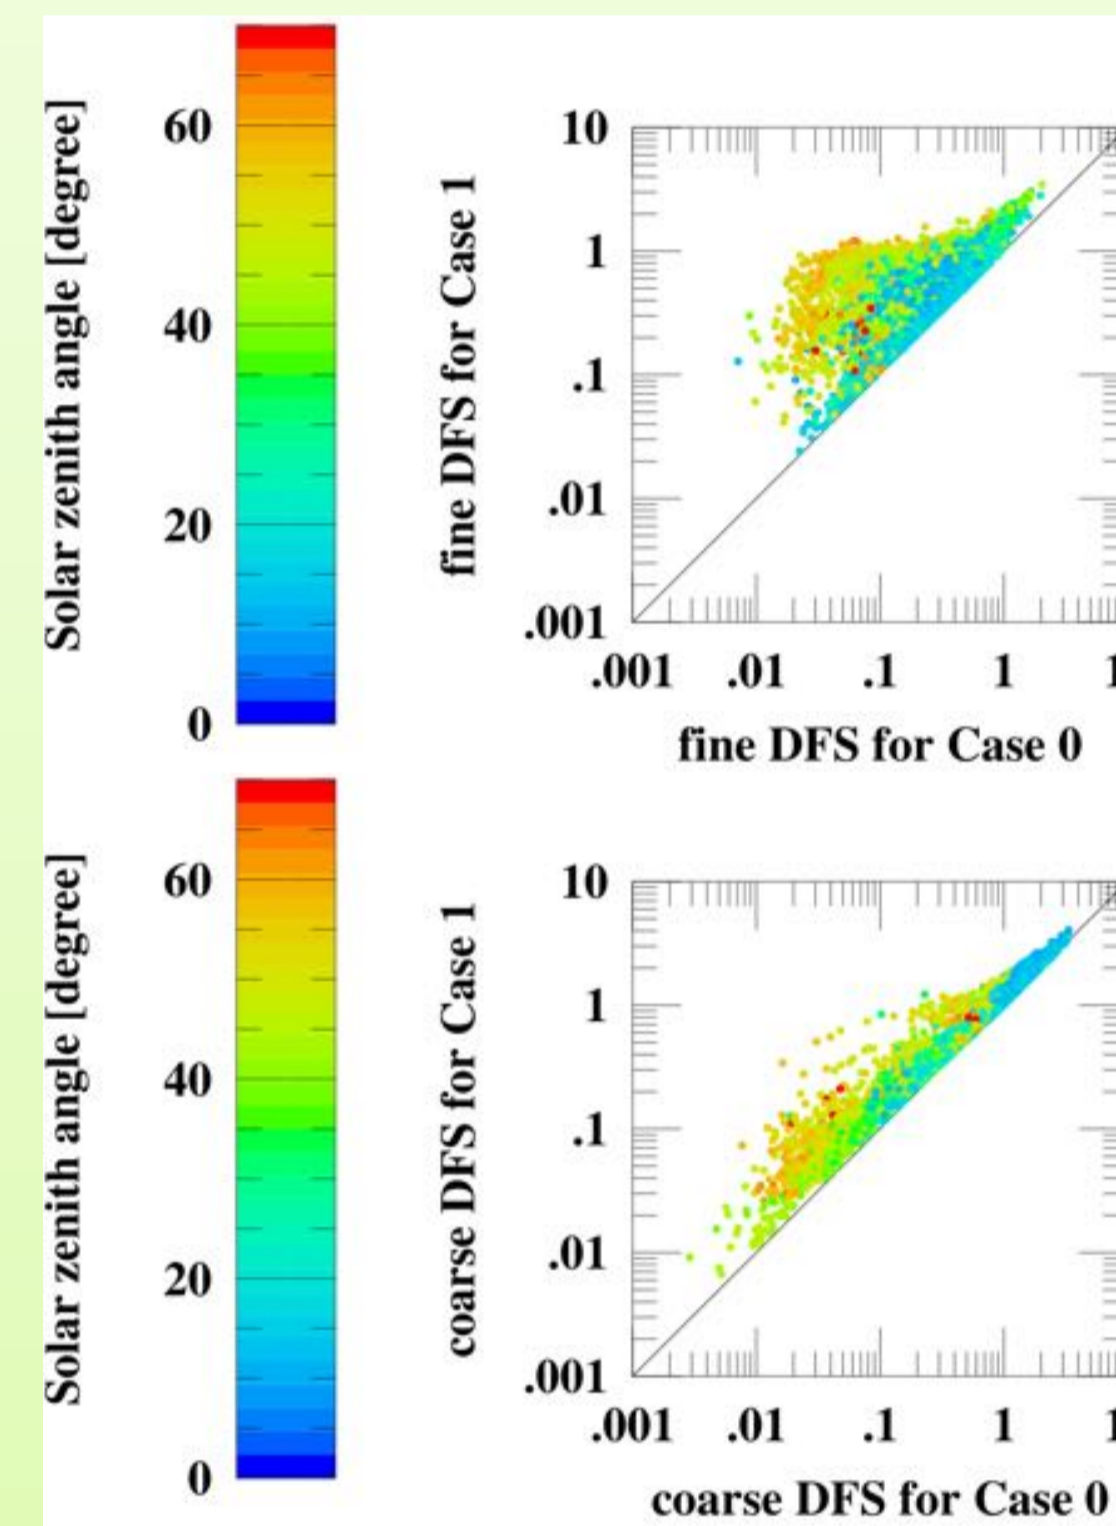 Solar zenith angle [degree]
60
40
20
0
fine DFS for Case 1
10
1
.1
.01
.001
.001 .01 .1 1
fine DFS for Case 0
Solar zenith angle [degree]
60
40
20
0
coarse DFS for Case 1
10
1
.1
.01
.001
.001 .01 .1 1
coarse DFS for Case 0